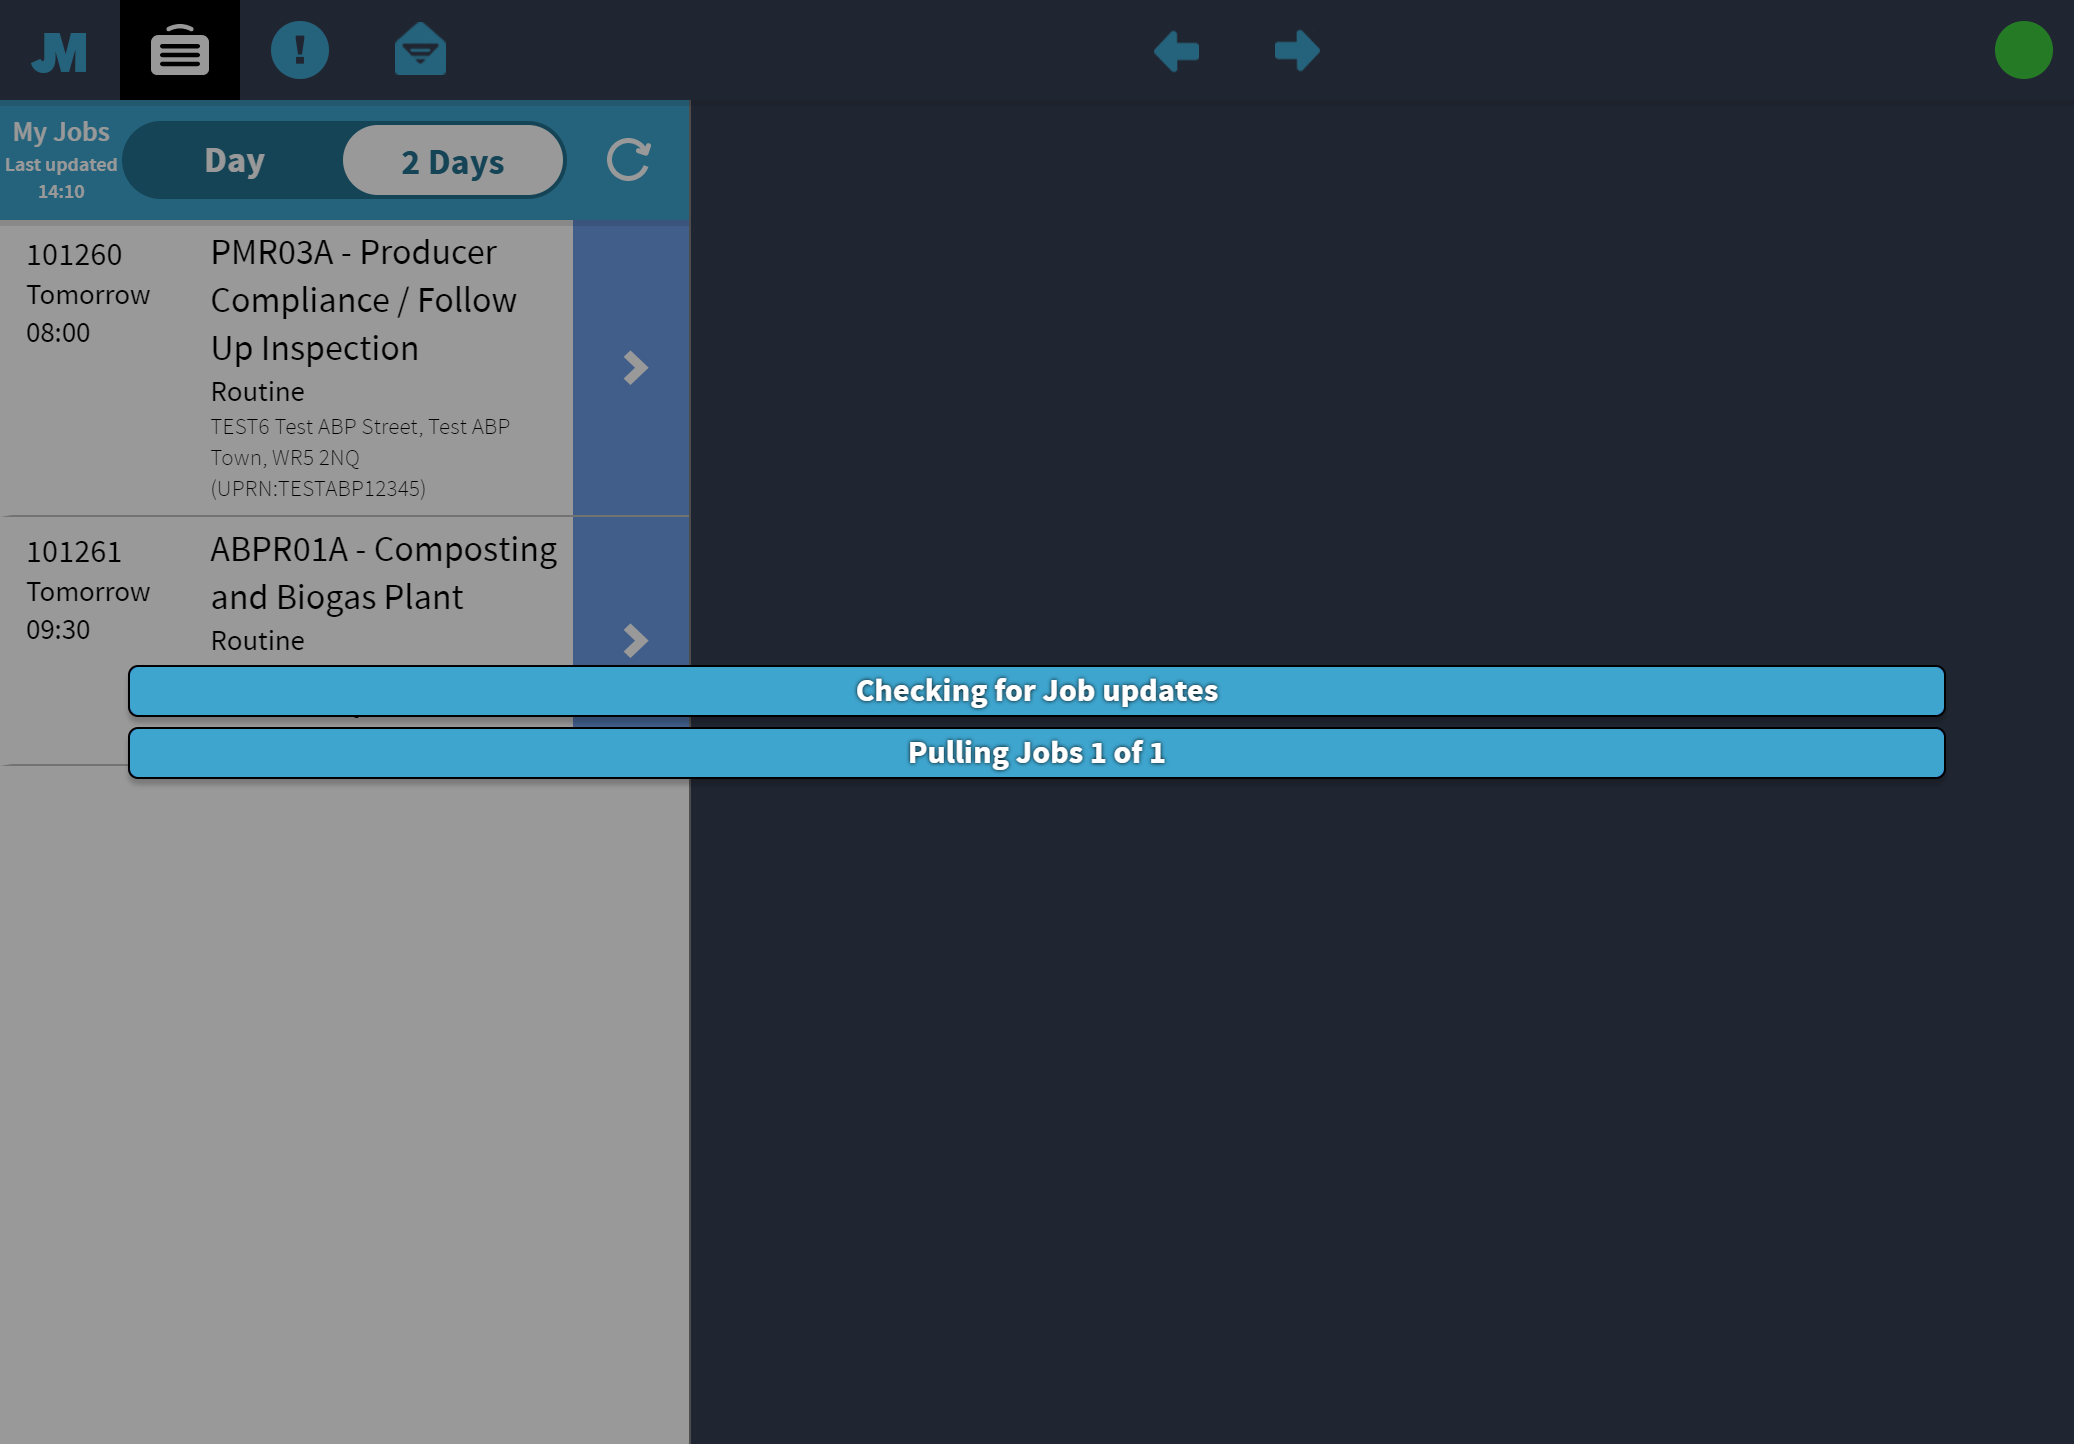 JM
!
My Jobs
Last updated
14:10
Day
2 Days
101260
Tomorrow
08:00
PMR03A - Producer
Compliance / Follow
Up Inspection
Routine
TEST6 Test ABP Street, Test ABP
Town, WR5 2NQ
(UPRN:TESTABP12345)
101261
Tomorrow
09:30
ABPR01A - Composting
and Biogas Plant
Routine
Checking for Job updates
Pulling Jobs 1 of 1